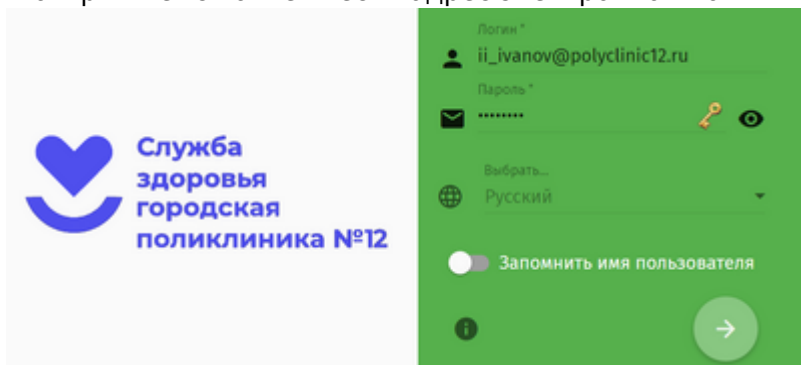 Служба
здоровья
городская
поликлиника №12
Логин *
ii_ivanov@polyclinic12.ru
Пароль *
••••••••
Выбрать...
Русский
Запомнить имя пользователя